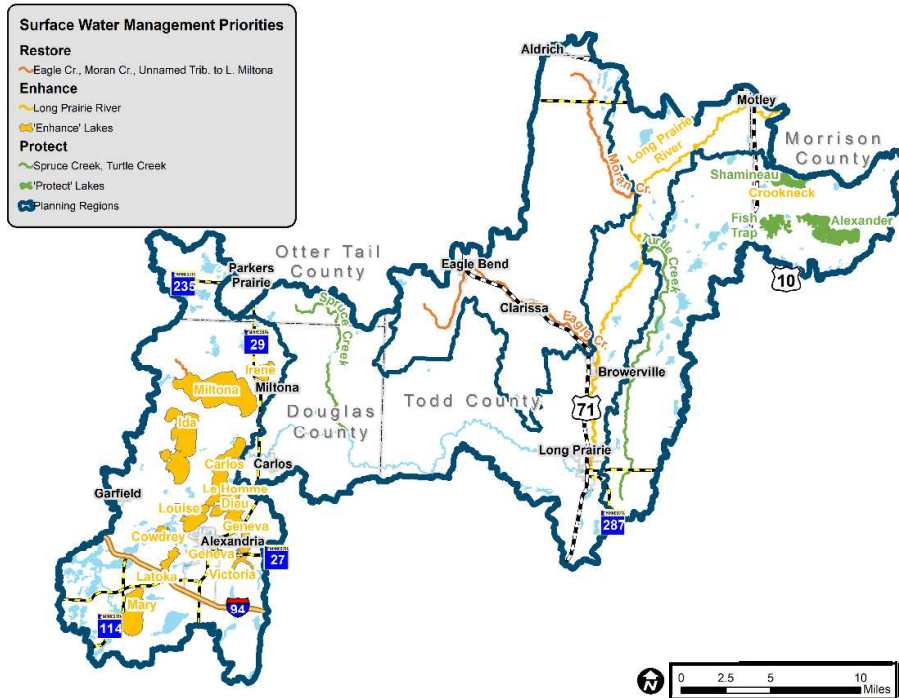 Surface Water Management Priorities
Restore
Eagle Cr., Moran Cr., Unnamed Trib. to L. Miltona
Enhance
Long Prairie River
'Enhance' Lakes
Protect
Spruce Creek, Turtle Creek
'Protect' Lakes
Planning Regions
Aldrich
Motley
Long Prairie
River
Morrison
County
Moran Cr.
Shamineau
Crookneck
Fish
Trap
Alexander
10
Otter Tail
County
Parkers
Prairie
235
Eagle Bend
Turtle Creek
Spruce Creek
Clarissa
Eagle Cr.
29
Irene
Miltona
Miltona
Browerville
Douglas
County
Todd County
71
Ida
Long Prairie
Carlos
Carlos
Garfield
Le Homme
Dieu
Louise
Geneva
287
Cowdrey
Alexandria
Geneva
27
Latoka
Victoria
Mary
94
114
N
0 2.5 5 10
Miles